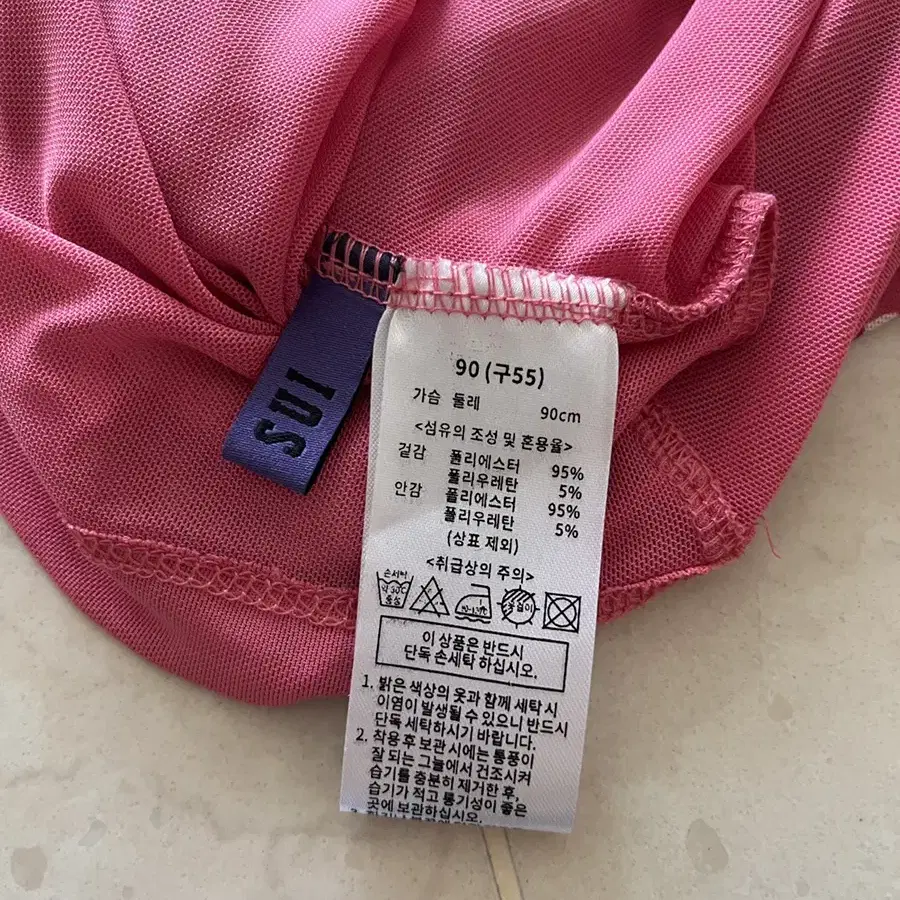 SUI
90 (구55)
가슴 둘레 90cm
<섬유의 조성 및 혼용율>
겉감 폴리에스터 95%
폴리우레탄 5%
안감 폴리에스터 95%
폴리우레탄 5%
(상표 제외)
<취급상의 주의>
손세탁
약 30℃
중성
이 상품은 반드시
단독 손세탁 하십시오.
1. 밝은 색상의 옷과 함께 세탁 시
이염이 발생될 수 있으니 반드시
단독 세탁하시기 바랍니다.
2. 착용 후 보관 시에는 통풍이
잘 되는 그늘에서 건조시켜
습기를 충분히 제거한 후,
습기가 적고 통기성이 좋은
곳에 보관하십시오.